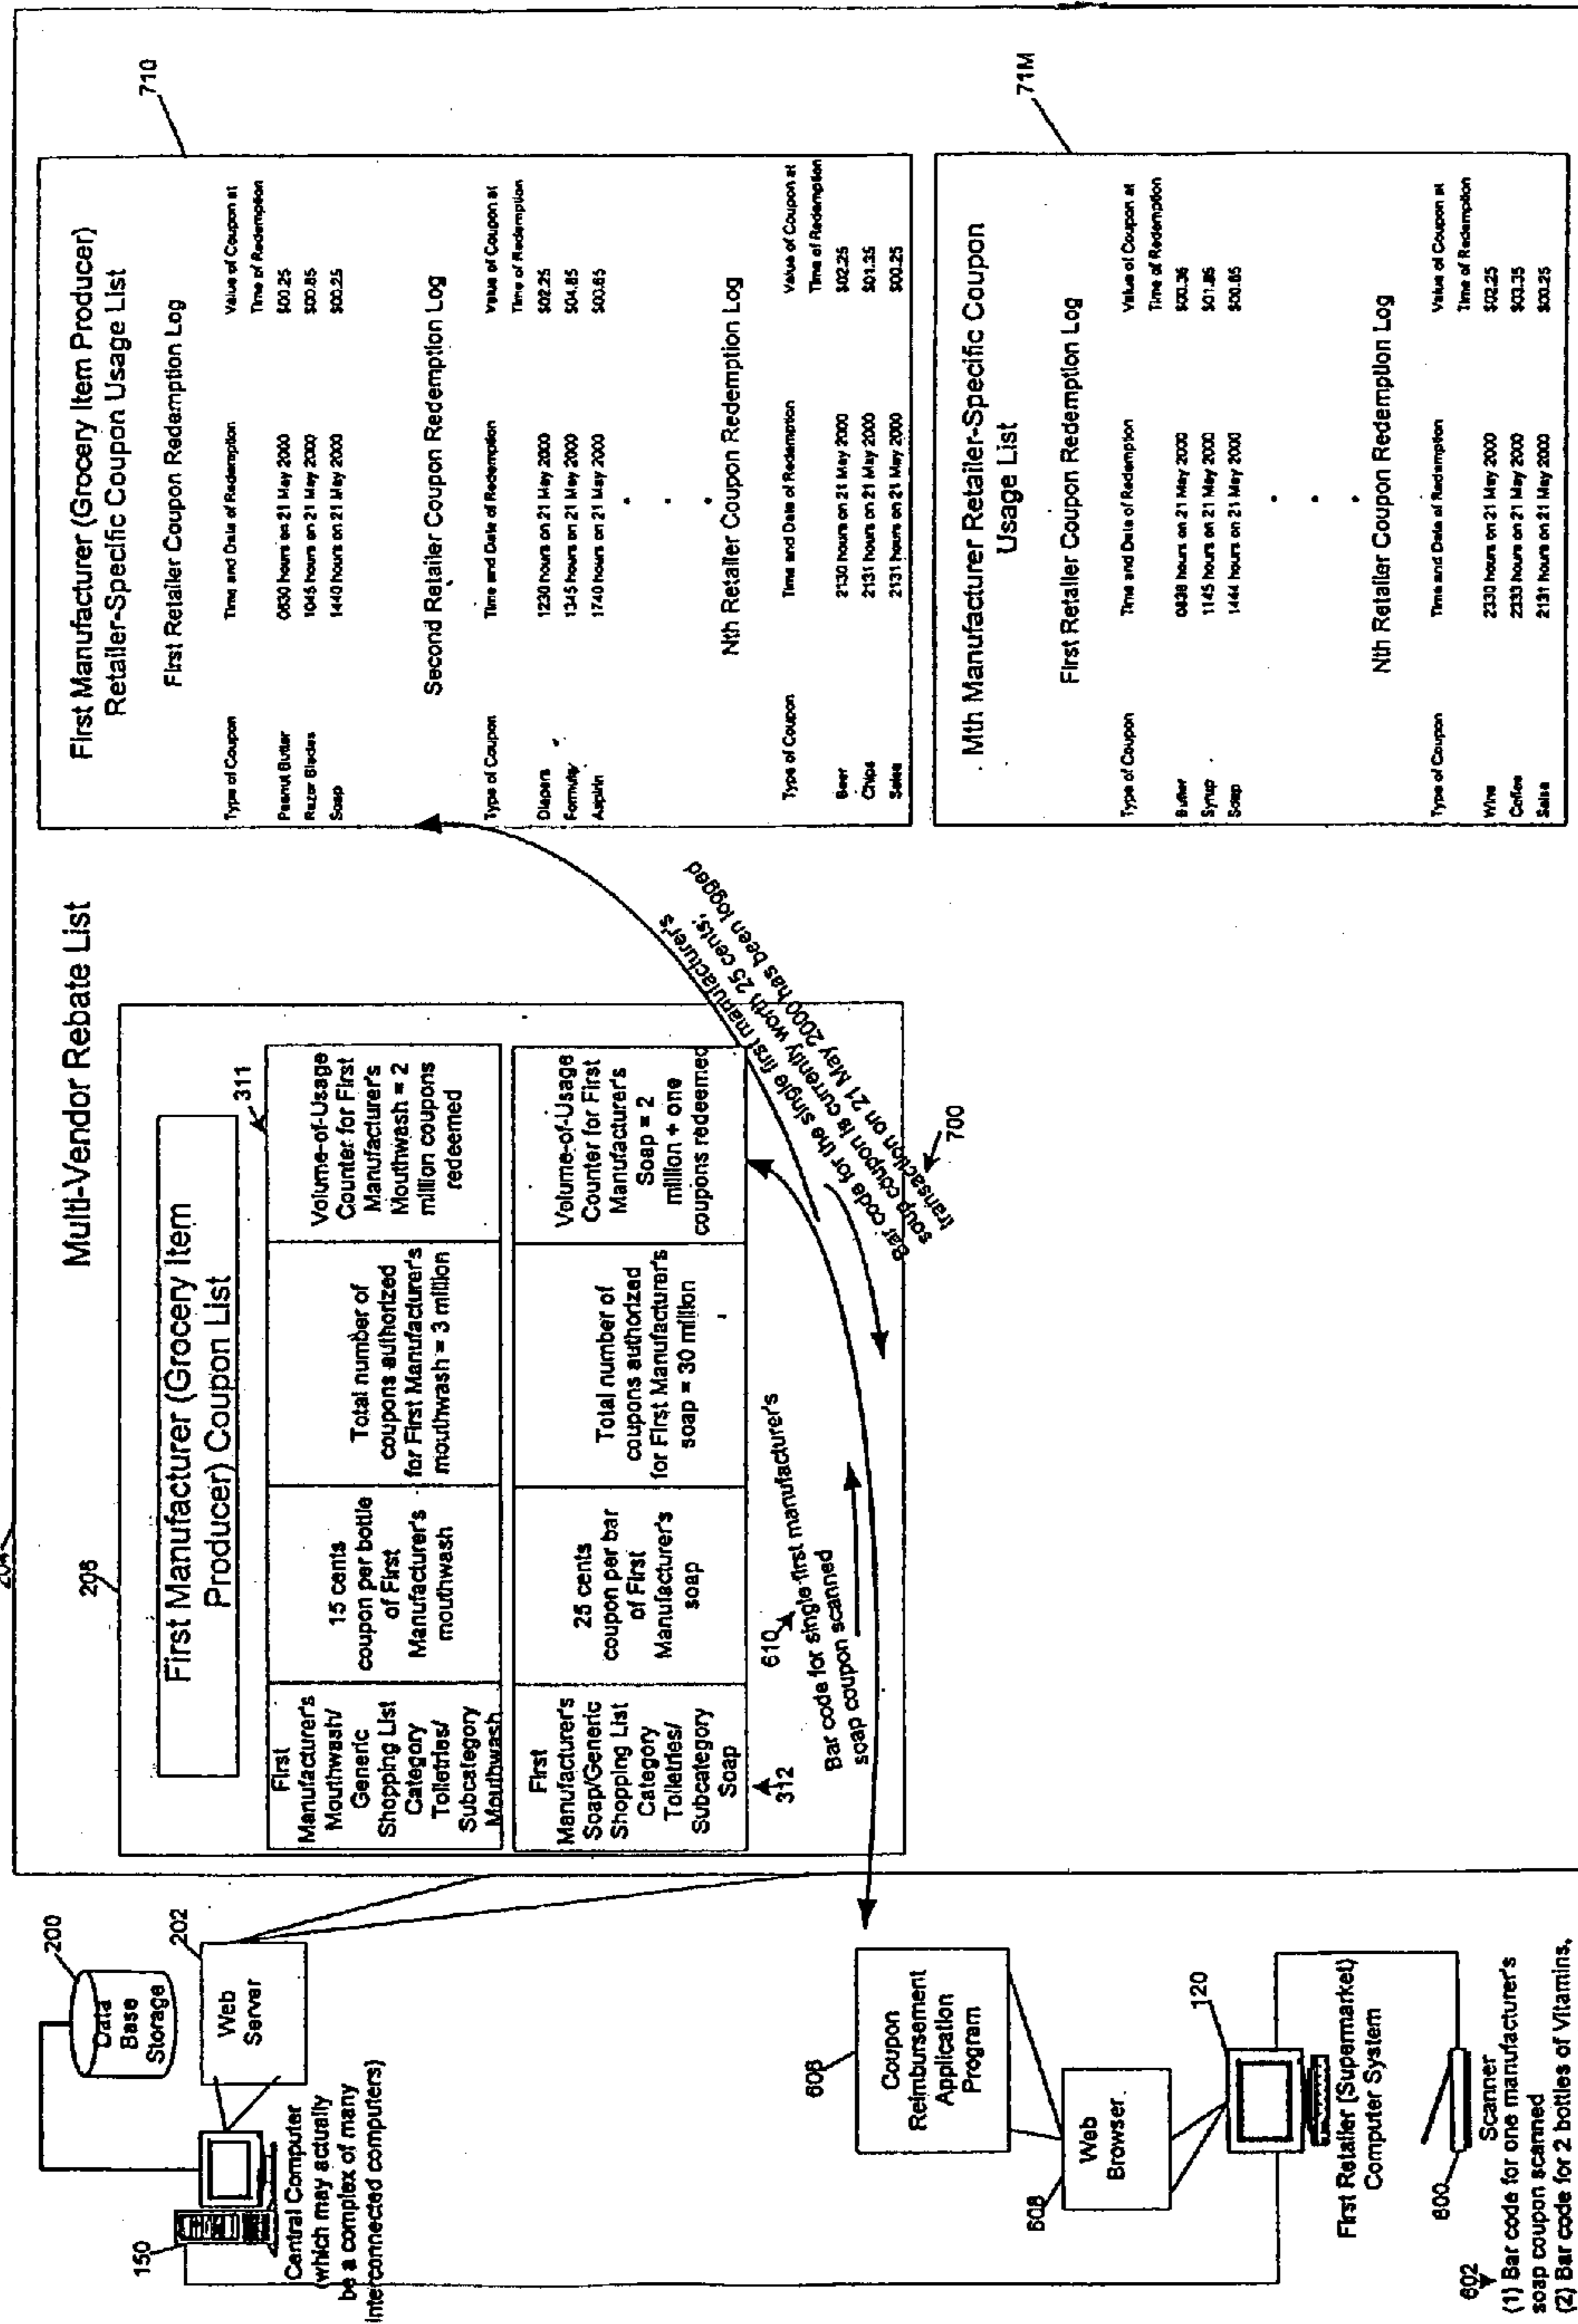 204
Multi-Vendor Rebate List
208
First Manufacturer (Grocery Item
Producer) Coupon List
311
First
Manufacturer's
Mouthwash/
Generic
Shopping List
Category
Toiletries/
Subcategory
Mouthwash
15 cents
coupon per bottle
of First
Manufacturer's
mouthwash
Total number of
coupons authorized
for First Manufacturer's
mouthwash = 3 million
Volume-of-Usage
Counter for First
Manufacturer's
Mouthwash = 2
million coupons
redeemed
First
Manufacturer's
Soap/Generic
Shopping List
Category
Toiletries/
Subcategory
Soap
25 cents
coupon per bar
of First
Manufacturer's
soap
Total number of
coupons authorized
for First Manufacturer's
soap = 30 million
Volume-of-Usage
Counter for First
Manufacturer's
Soap = 2
million + one
coupons redeemed
312
610
Bar code for single first manufacturer's
soap coupon scanned
Bar code for the single first manufacturer's
soup coupon is currently worth 25 cents;
transaction on 21 May 2000 has been logged
700
First Manufacturer (Grocery Item Producer)
Retailer-Specific Coupon Usage List
710
First Retailer Coupon Redemption Log
Type of Coupon Time and Date of Redemption Value of Coupon at
Time of Redemption
Peanut Butter 0830 hours on 21 May 2000 $00.25
Razor Blades 1045 hours on 21 May 2000 $00.85
Soap 1440 hours on 21 May 2000 $00.25
Second Retailer Coupon Redemption Log
Type of Coupon Time and Date of Redemption Value of Coupon at
Time of Redemption
Diapers 1230 hours on 21 May 2000 $02.25
Formula 1345 hours on 21 May 2000 $04.85
Aspirin 1740 hours on 21 May 2000 $00.65
Nth Retailer Coupon Redemption Log
Type of Coupon Time and Date of Redemption Value of Coupon at
Time of Redemption
Beer 2130 hours on 21 May 2000 $02.25
Chips 2131 hours on 21 May 2000 $01.35
Salsa 2131 hours on 21 May 2000 $00.25
Mth Manufacturer Retailer-Specific Coupon
Usage List
71M
First Retailer Coupon Redemption Log
Type of Coupon Time and Date of Redemption Value of Coupon at
Time of Redemption
Butter 0838 hours on 21 May 2000
Syrup 1145 hours on 21 May 2000 $01.85
Soap 1444 hours on 21 May 2000 $00.85
Nth Retailer Coupon Redemption Log
Type of Coupon Time and Date of Redemption Value of Coupon at
Time of Redemption
Wine 2330 hours on 21 May 2000 $02.25
Coffee 2333 hours on 21 May 2000
Salsa 2131 hours on 21 May 2000 $00.25
200
Data
Base
Storage
202
Web
Server
150
Central Computer
(which may actually
be a complex of many
interconnected computers)
606
Coupon
Reimbursement
Application
Program
608
Web
Browser.
120
First Retailer (Supermarket)
Computer System
600
Scanner
602
(1) Bar code for one manufacturer's
soap coupon scanned
(2) Bar code for 2 bottles of Vitamins.